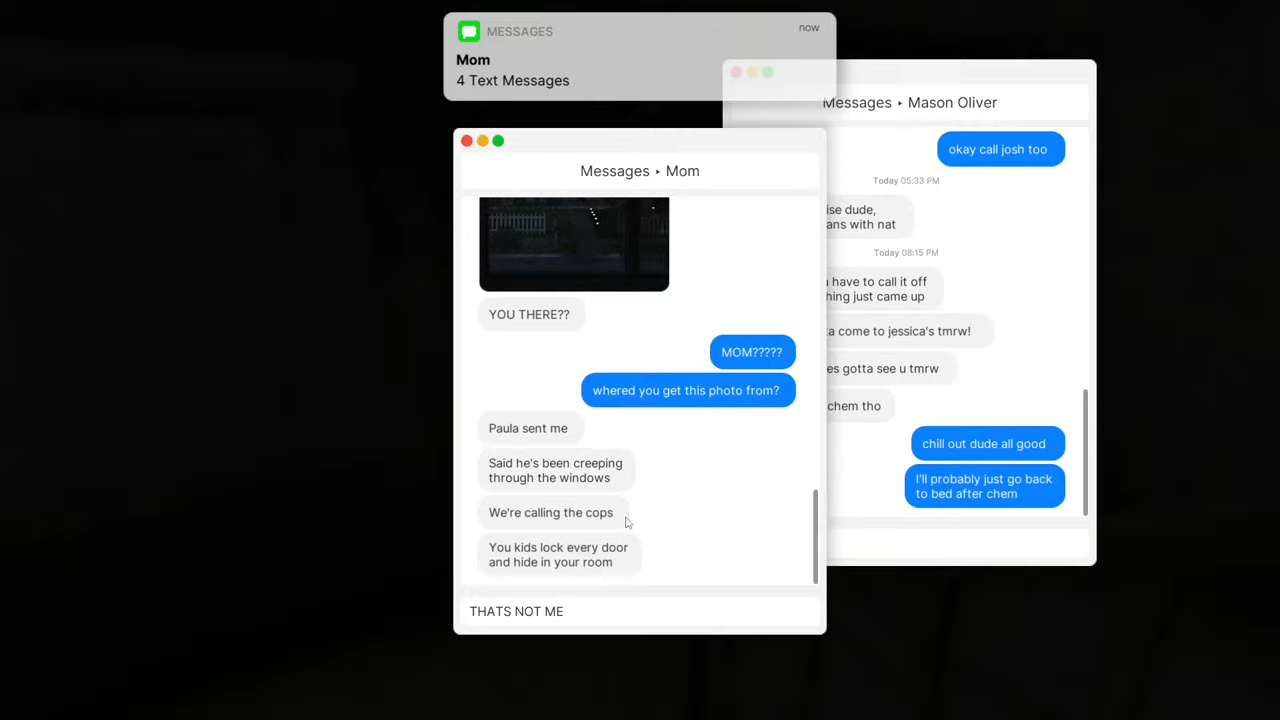 MESSAGES
now
Mom
4 Text Messages
Messages ‣ Mason Oliver
okay call josh too
Today 05:33 PM
ise dude,
ans with nat
Today 08:15 PM
have to call it off
hing just came up
a come to jessica's tmrw!
es gotta see u tmrw
chem tho
chill out dude all good
I'll probably just go back
to bed after chem
Messages ‣ Mom
YOU THERE??
MOM?????
whered you get this photo from?
Paula sent me
Said he's been creeping
through the windows
We're calling the cops
You kids lock every door
and hide in your room
THATS NOT ME